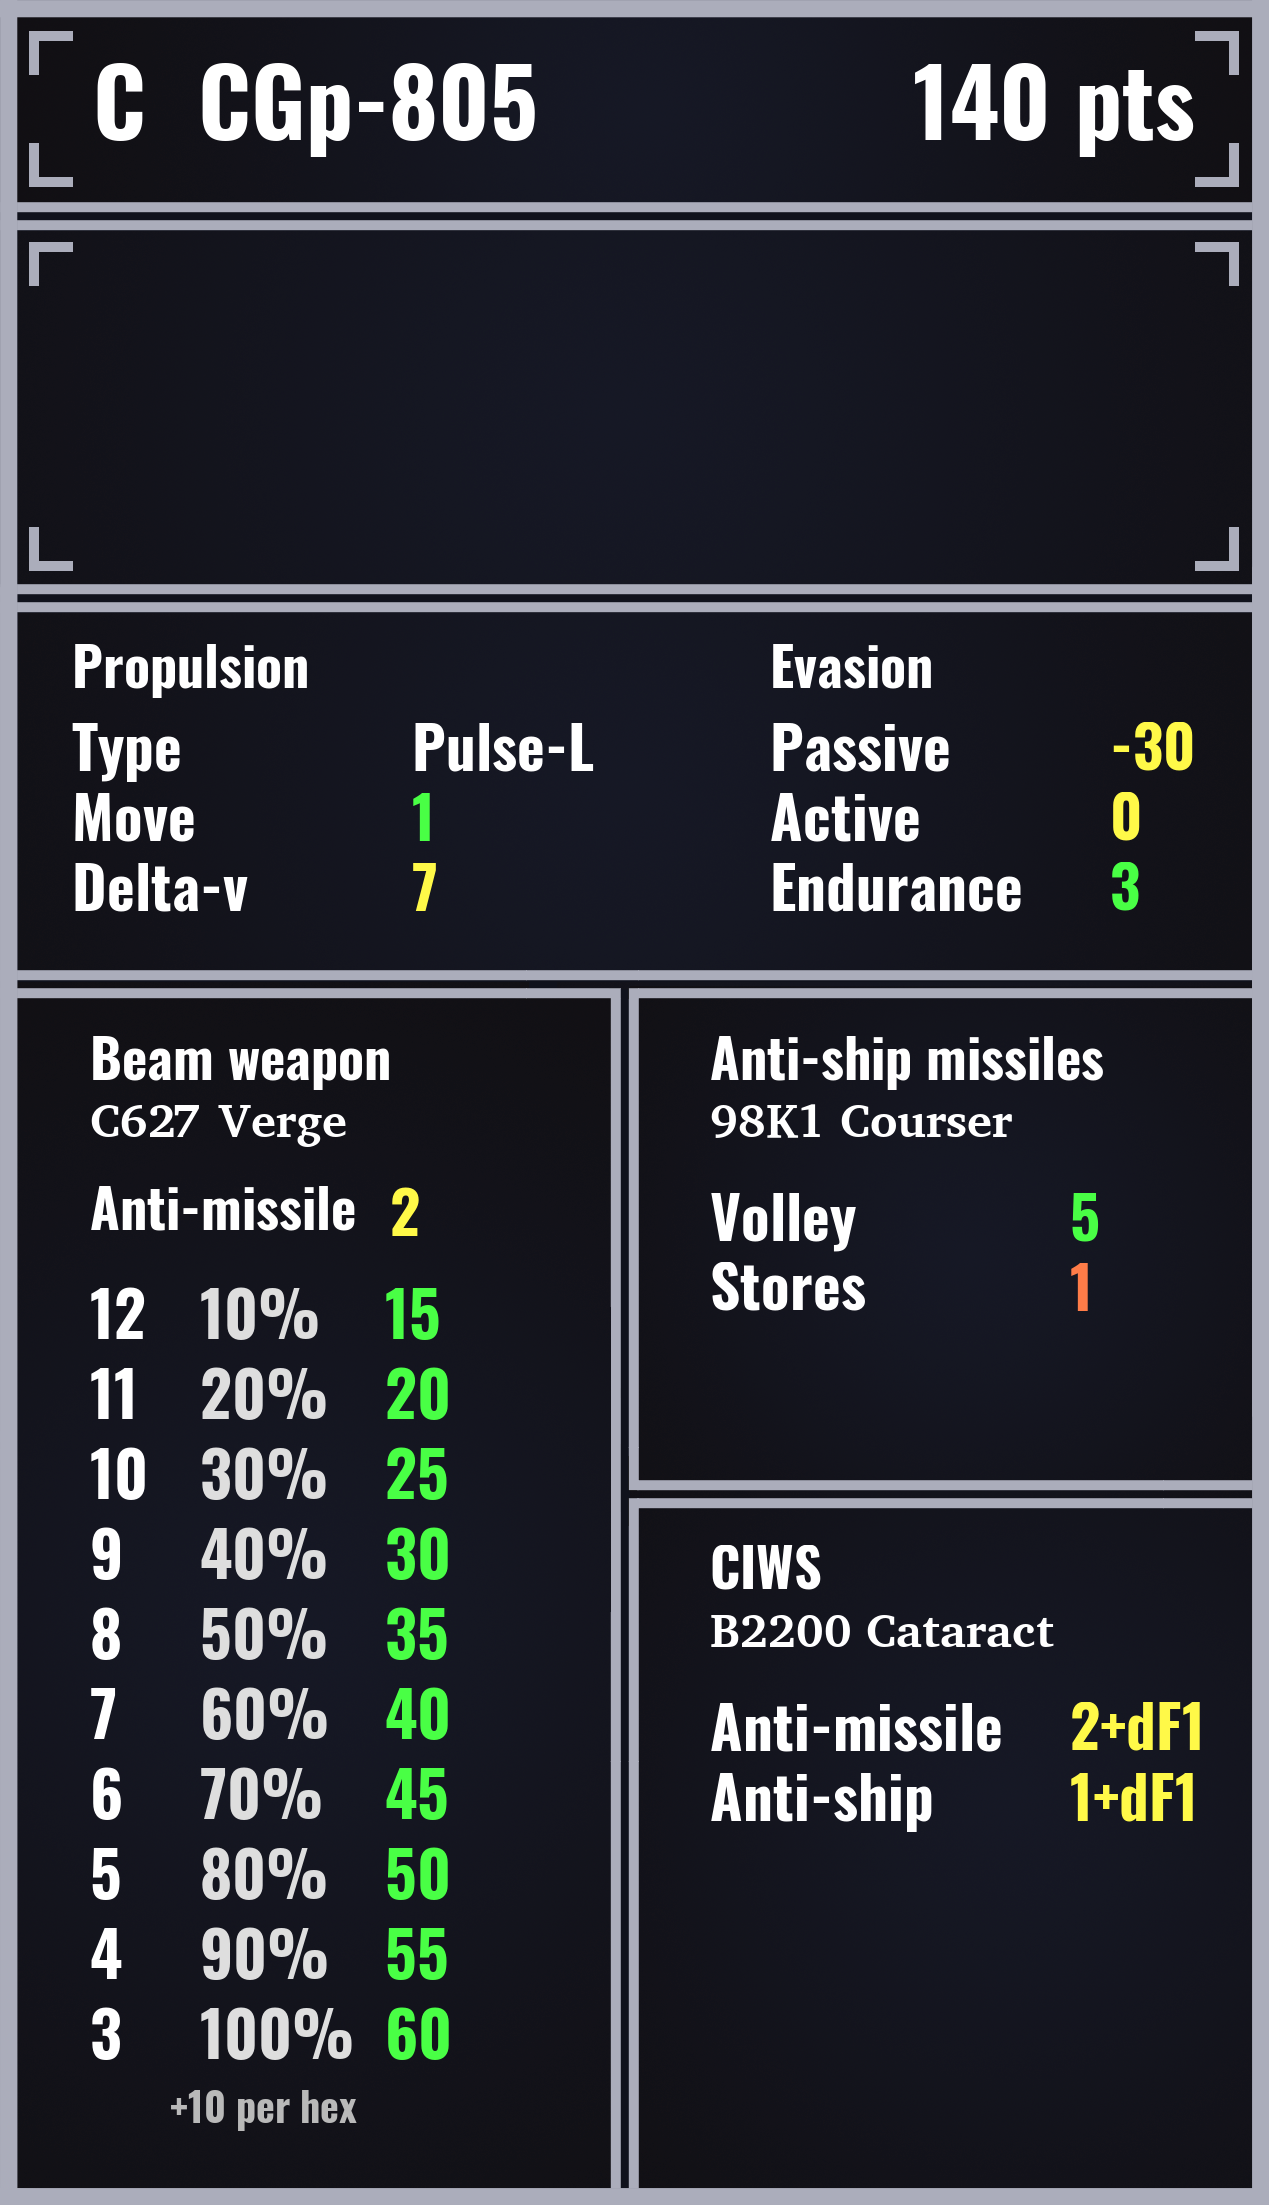 C CGp-805 140 pts
Propulsion
Type Pulse-L
Move 1
Delta-v 7
Evasion
Passive -30
Active 0
Endurance 3
Beam weapon
C627 Verge
Anti-missile 2
12 10% 15
11 20% 20
10 30% 25
9 40% 30
8 50% 35
7 60% 40
6 70% 45
5 80% 50
4 90% 55
3 100% 60
+10 per hex
Anti-ship missiles
98K1 Courser
Volley 5
Stores 1
CIWS
B2200 Cataract
Anti-missile 2+dF1
Anti-ship 1+dF1